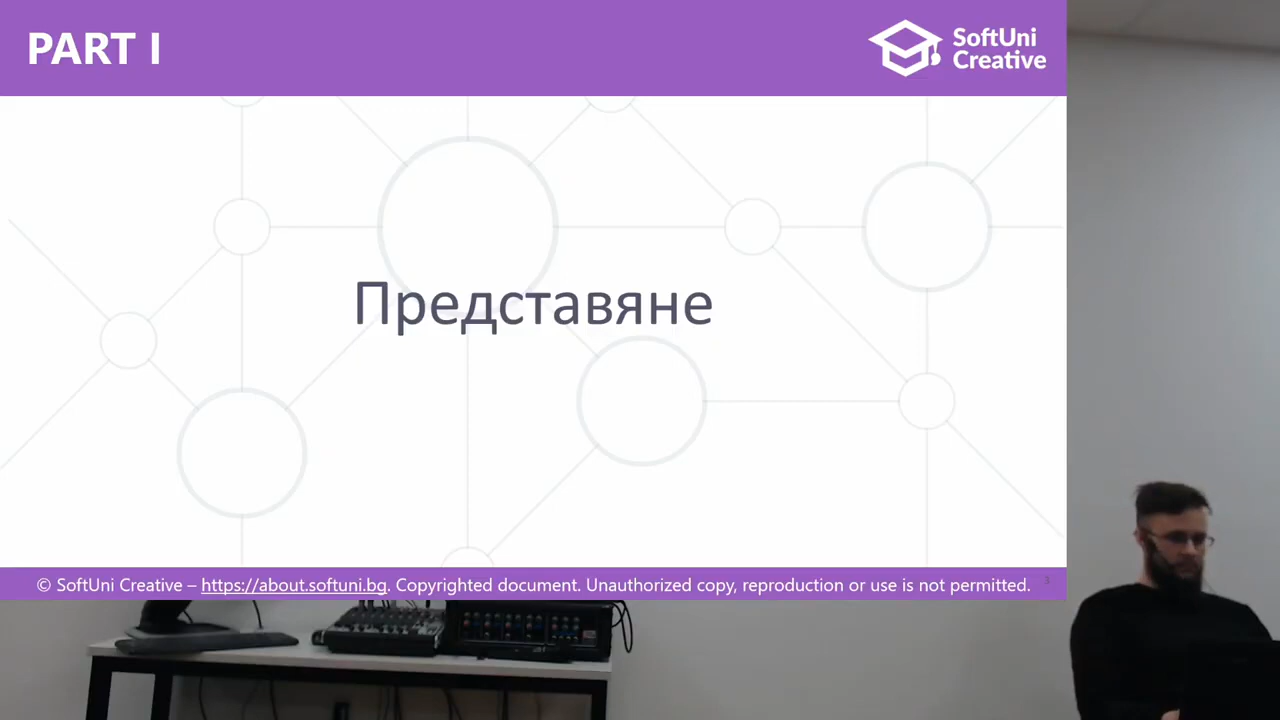 PART I
SoftUni
Creative
Представяне
© SoftUni Creative – https://about.softuni.bg. Copyrighted document. Unauthorized copy, reproduction or use is not permitted.
3